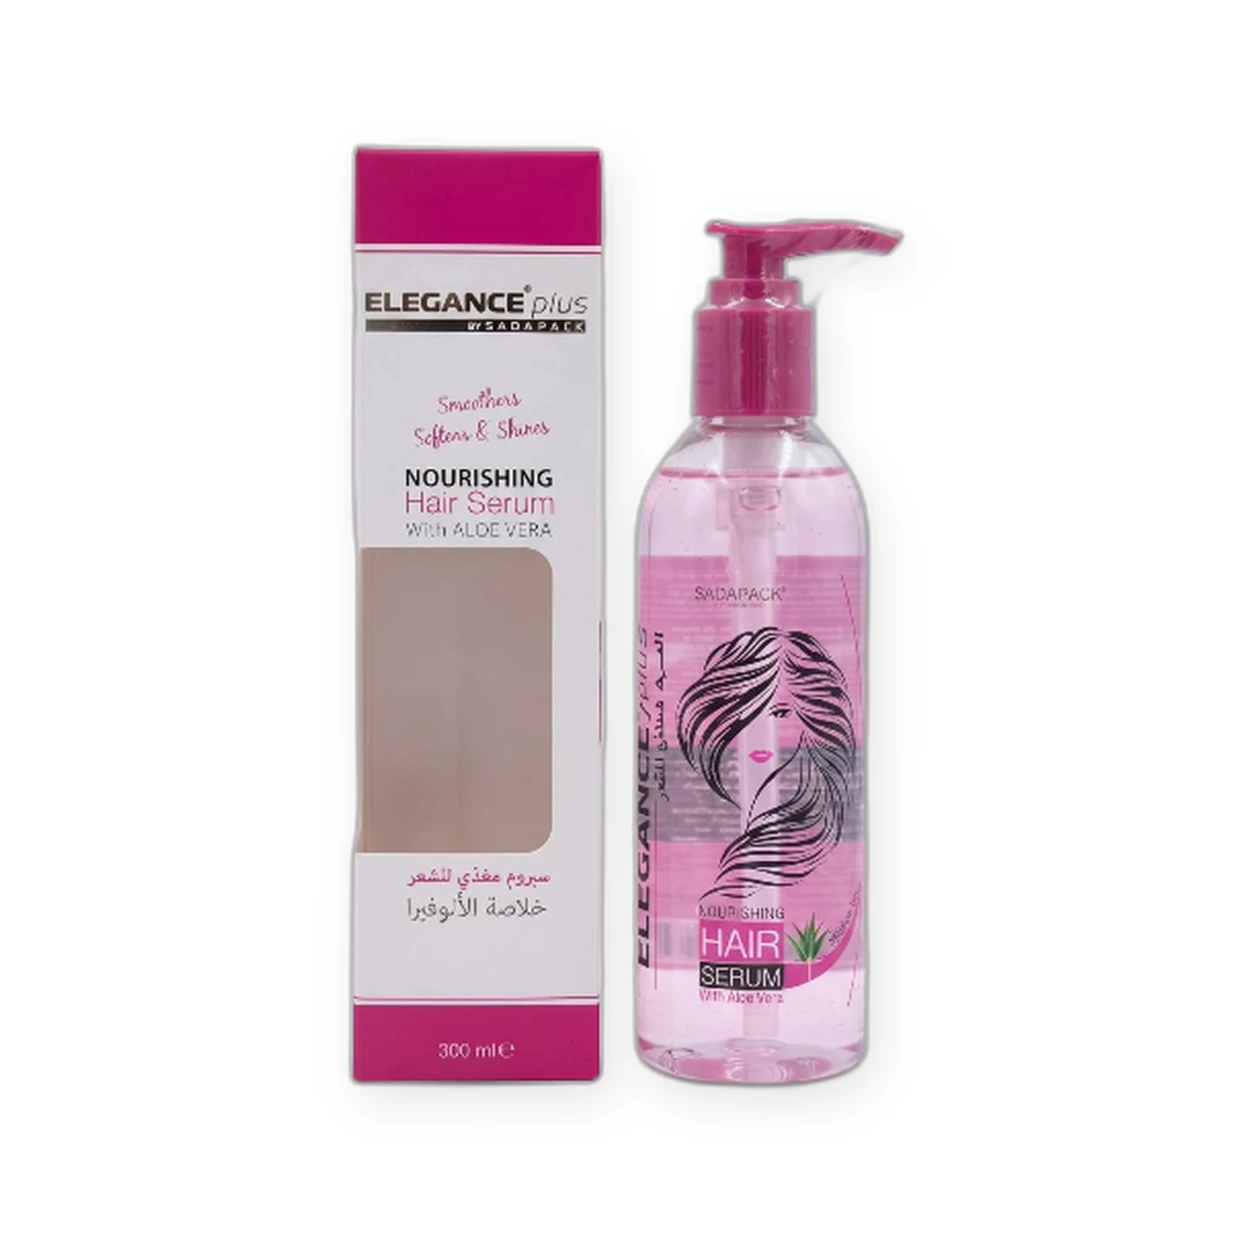 ELEGANCE® plus
BY SADAPACK
Smoothers
Softens & Shines
NOURISHING
Hair Serum
With ALOE VERA
سيروم مغذي للشعر
خلاصة الألوفيرا
300 ml ℮
SADAPACK®
ELEGANCE plus
NOURISHING
HAIR
SERUM
With Aloe Vera